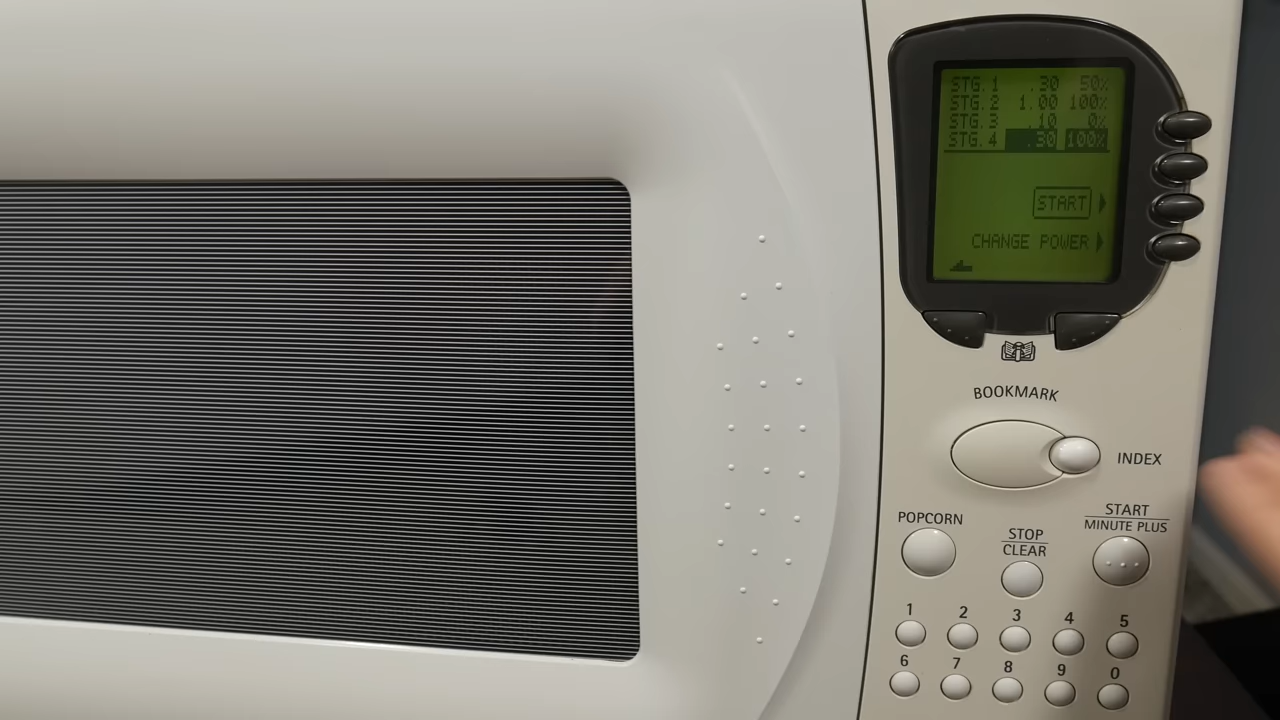 STG.1 .30 50%
STG.2 1.00 100%
STG.3 .10 0%
STG.4 .30 100%
START
CHANGE POWER
BOOKMARK
INDEX
POPCORN
STOP
CLEAR
START
MINUTE PLUS
1 2 3 4 5
6 7 8 9 0